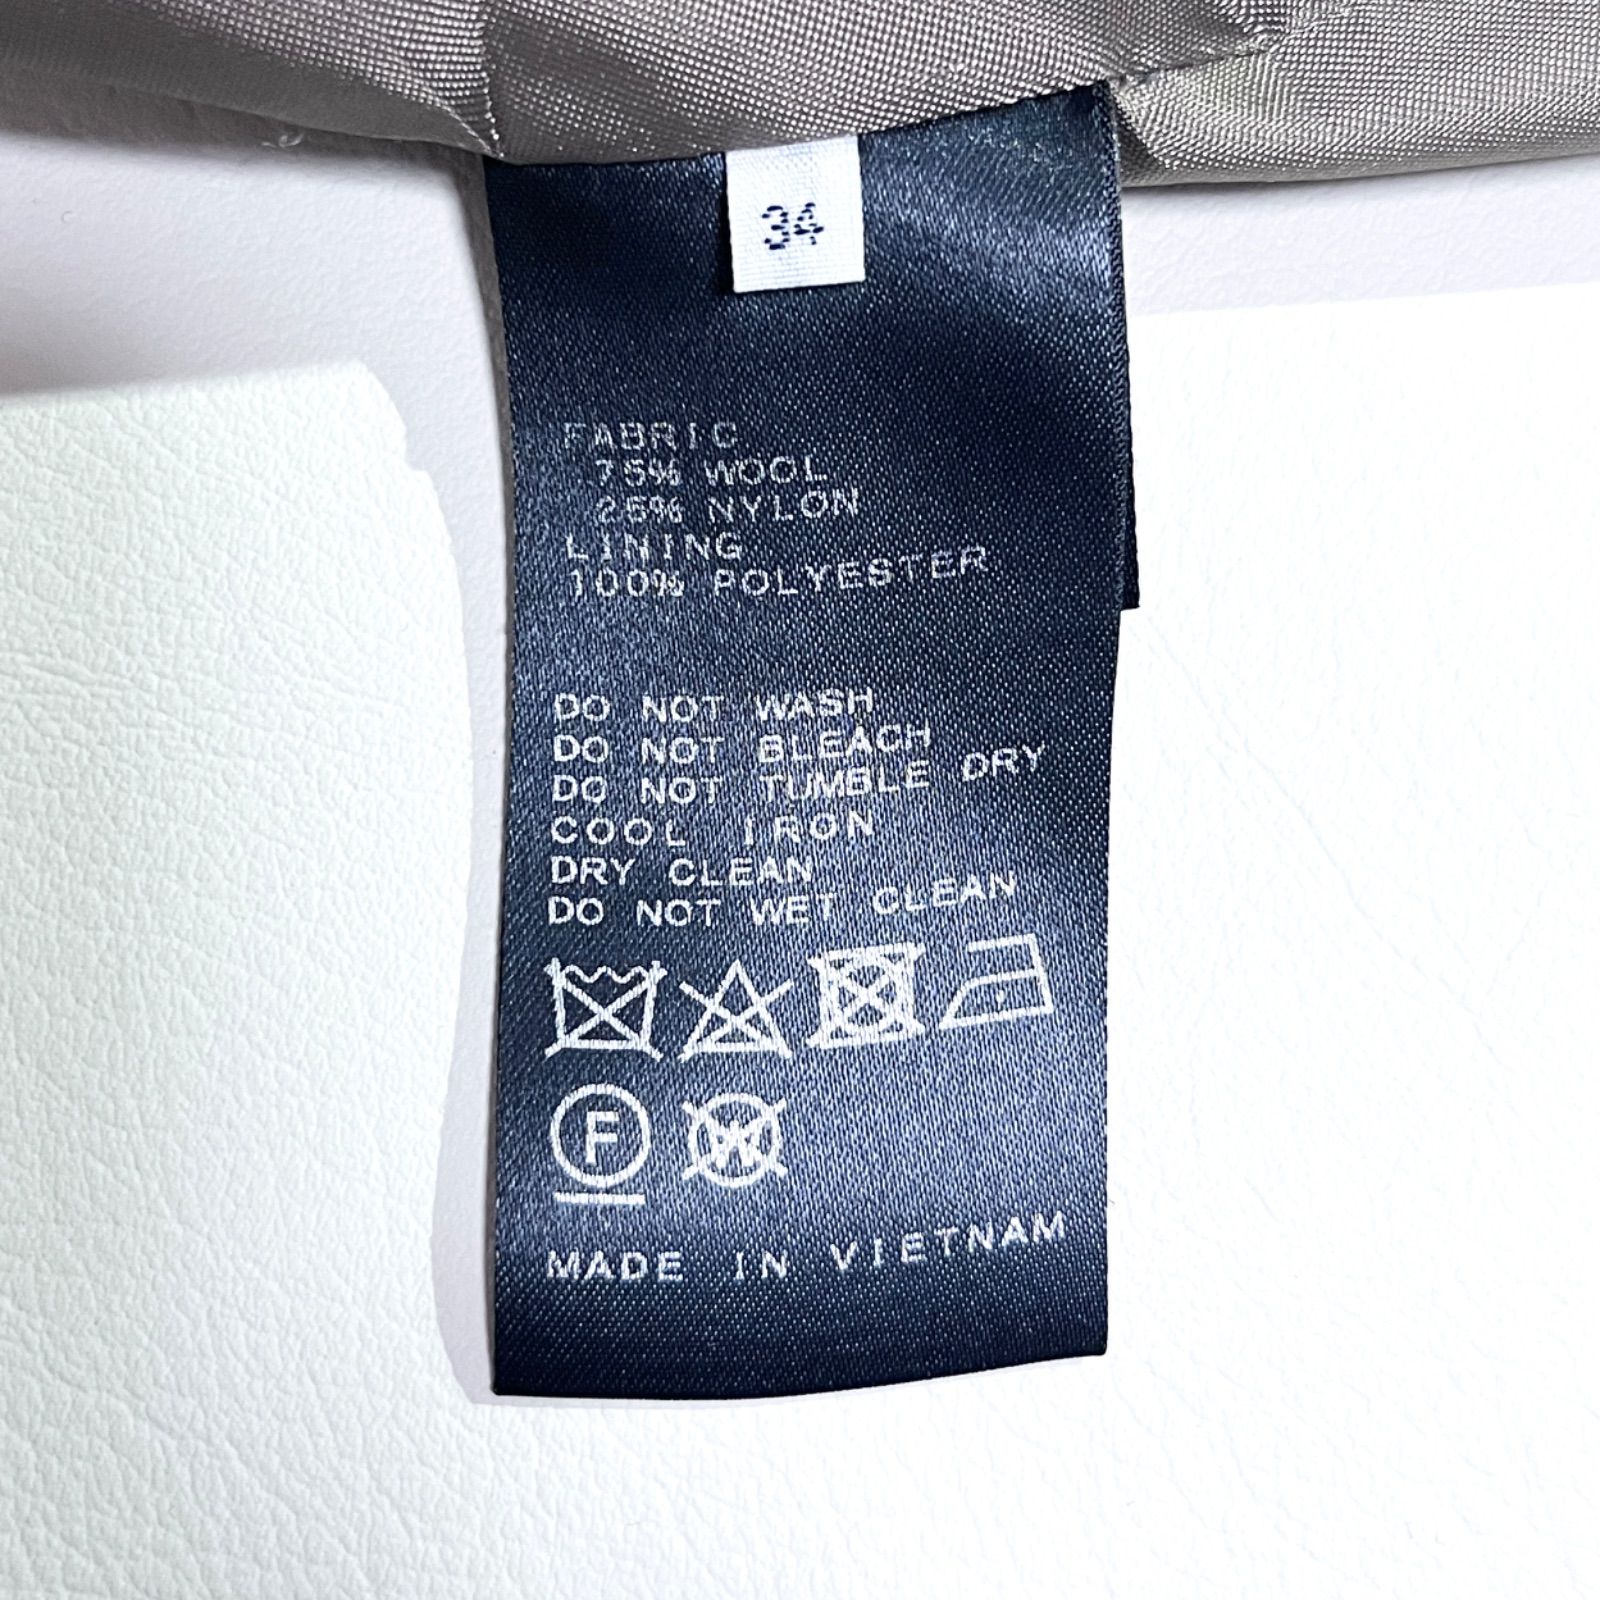 34
FABRIC
75% WOOL
25% NYLON
LINING
100% POLYESTER
DO NOT WASH
DO NOT BLEACH
DO NOT TUMBLE DRY
COOL IRON
DRY CLEAN
DO NOT WET CLEAN
F W
MADE IN VIETNAM